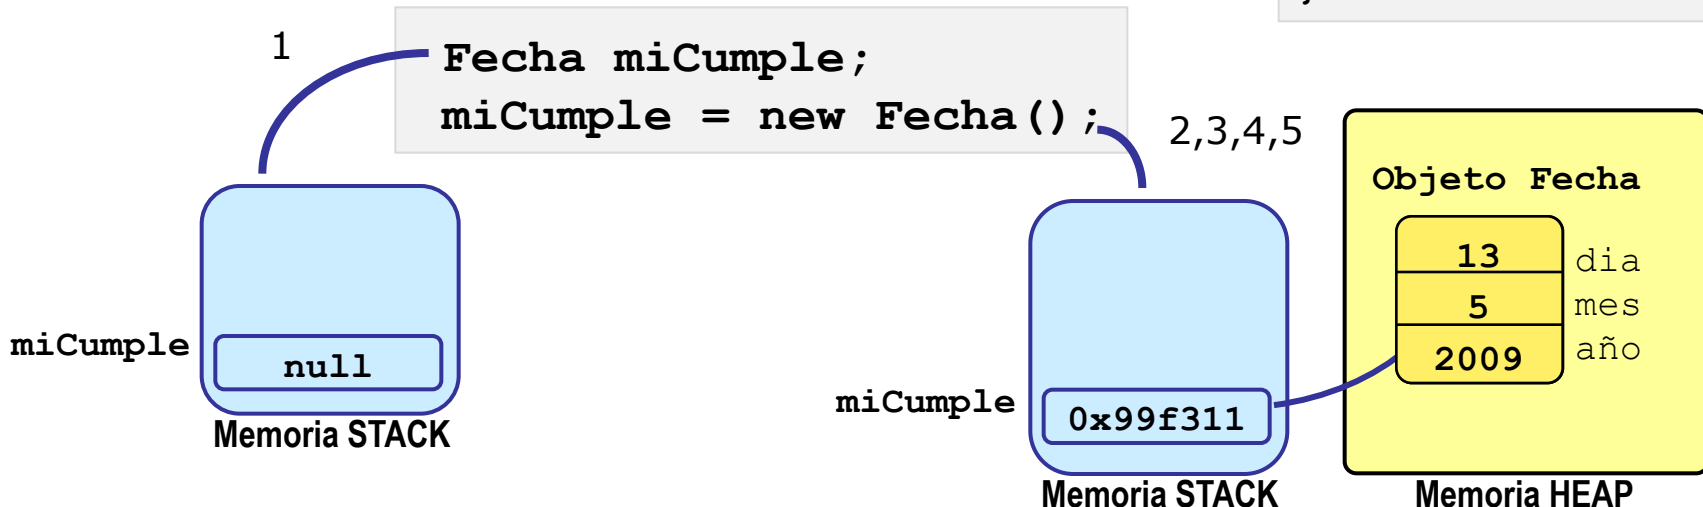 1
Fecha miCumple;
miCumple = new Fecha();
2,3,4,5
Objeto Fecha
13 dia
5 mes
2009 año
miCumple
null
Memoria STACK
miCumple
0x99f311
Memoria STACK
Memoria HEAP